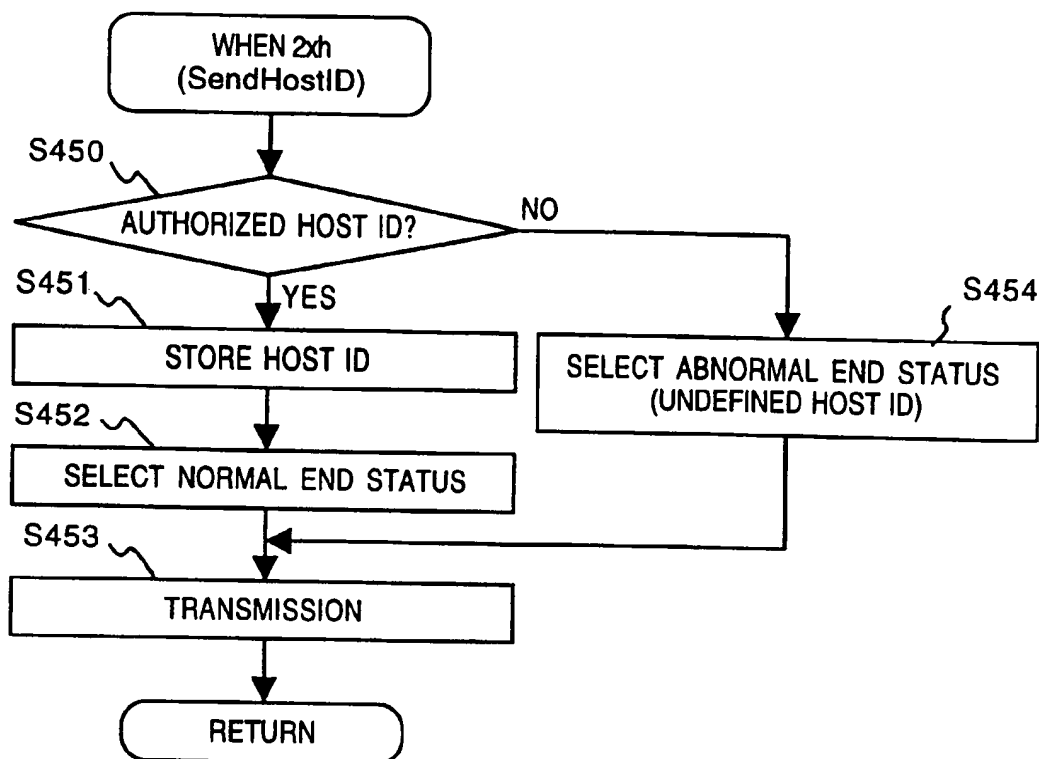 WHEN 2xh
(SendHostID)
S450
AUTHORIZED HOST ID?
NO
S451
YES
S454
STORE HOST ID
SELECT ABNORMAL END STATUS
(UNDEFINED HOST ID)
S452
SELECT NORMAL END STATUS
S453
TRANSMISSION
RETURN